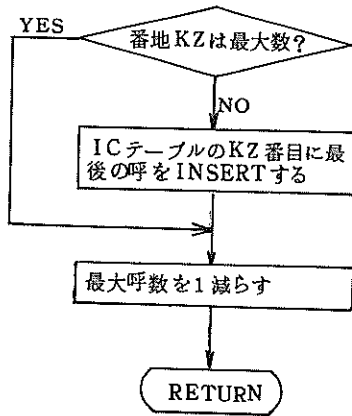 YES
番地KZは最大数?
NO
ICテーブルのKZ番目に最
後の呼をINSERTする
最大呼数を1減らす
RETURN